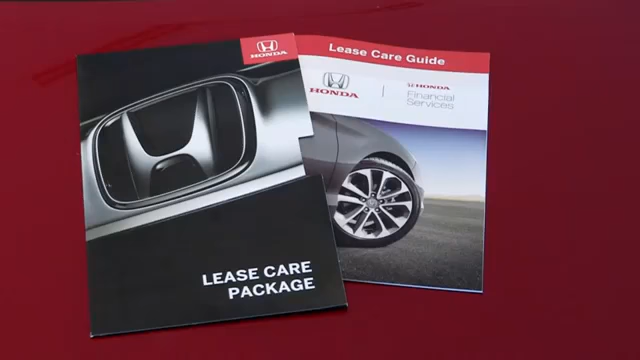 HONDA
LEASE CARE
PACKAGE
Lease Care Guide
HONDA
HONDA
Financial
Services